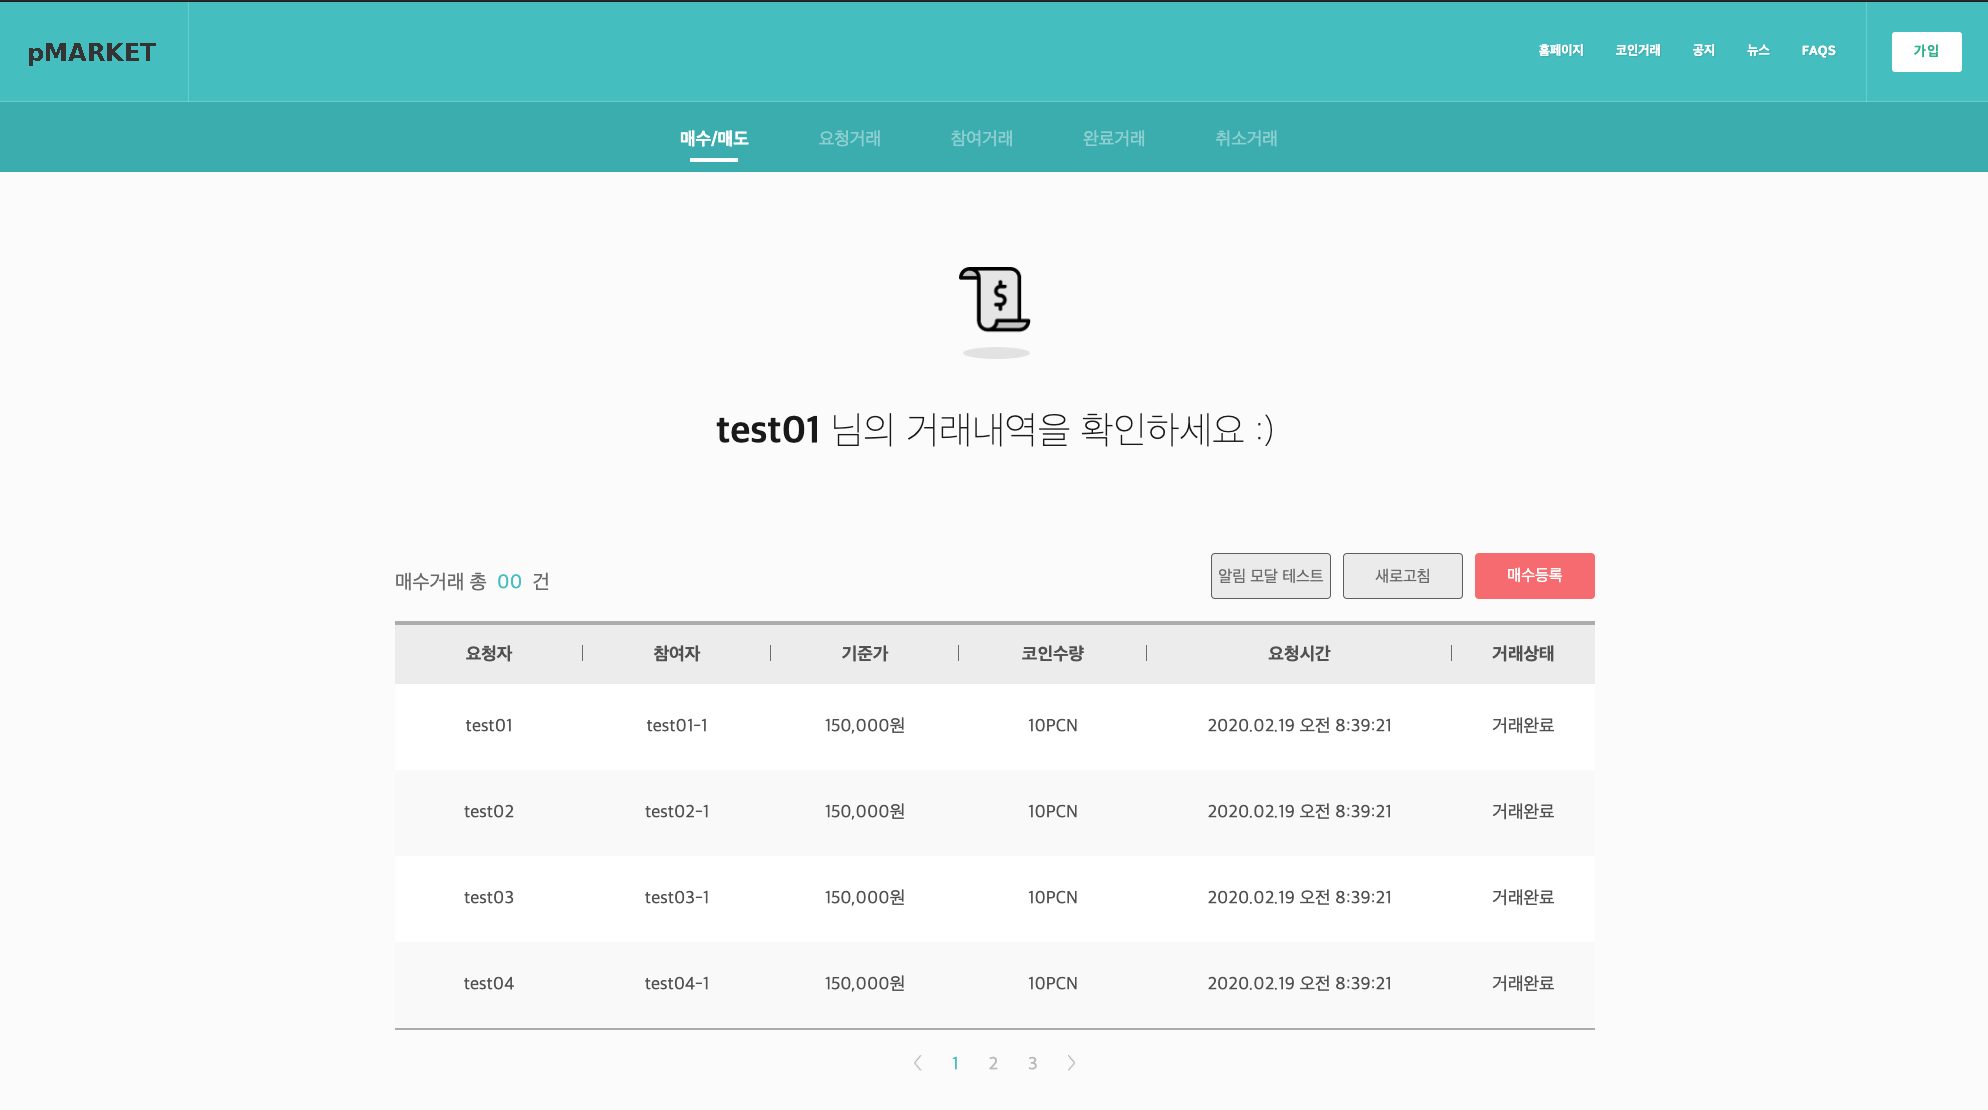 pMARKET
홈페이지 코인거래 공지 뉴스 FAQS 가입
매수/매도 요청거래 참여거래 완료거래 취소거래
$
test01 님의 거래내역을 확인하세요 :)
매수거래 총 00 건
알림 모달 테스트 새로고침 매수등록
요청자 참여자 기준가 코인수량 요청시간 거래상태
test01 test01-1 150,000원 10PCN 2020.02.19 오전 8:39:21 거래완료
test02 test02-1 150,000원 10PCN 2020.02.19 오전 8:39:21 거래완료
test03 test03-1 150,000원 10PCN 2020.02.19 오전 8:39:21 거래완료
test04 test04-1 150,000원 10PCN 2020.02.19 오전 8:39:21 거래완료
1 2 3